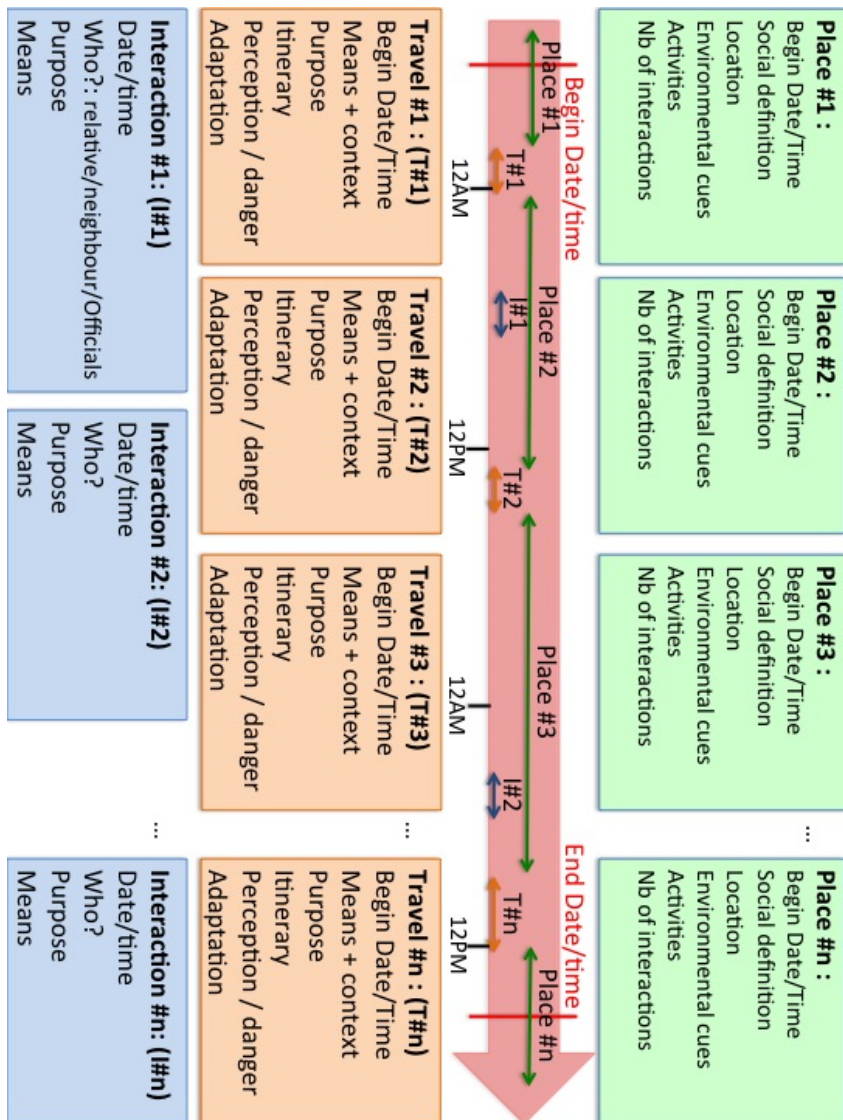 Place #1 :
Begin Date/Time
Social definition
Location
Environmental cues
Activities
Nb of interactions
Place #2 :
Begin Date/Time
Social definition
Location
Environmental cues
Activities
Nb of interactions
Place #3 :
Begin Date/Time
Social definition
Location
Environmental cues
Activities
Nb of interactions
...
Place #n :
Begin Date/Time
Social definition
Location
Environmental cues
Activities
Nb of interactions
Begin Date/time
End Date/time
Place #1
Place #2
Place #3
Place #n
T#1
I#1
T#2
I#2
T#n
12AM
12PM
12AM
12PM
Travel #1 : (T#1)
Begin Date/Time
Means + context
Purpose
Itinerary
Perception / danger
Adaptation
Travel #2 : (T#2)
Begin Date/Time
Means + context
Purpose
Itinerary
Perception / danger
Adaptation
Travel #3 : (T#3)
Begin Date/Time
Means + context
Purpose
Itinerary
Perception / danger
Adaptation
...
Travel #n : (T#n)
Begin Date/Time
Means + context
Purpose
Itinerary
Perception / danger
Adaptation
Interaction #1: (I#1)
Date/time
Who?: relative/neighbour/Officials
Purpose
Means
Interaction #2: (I#2)
Date/time
Who?
Purpose
Means
...
Interaction #n: (I#n)
Date/time
Who?
Purpose
Means